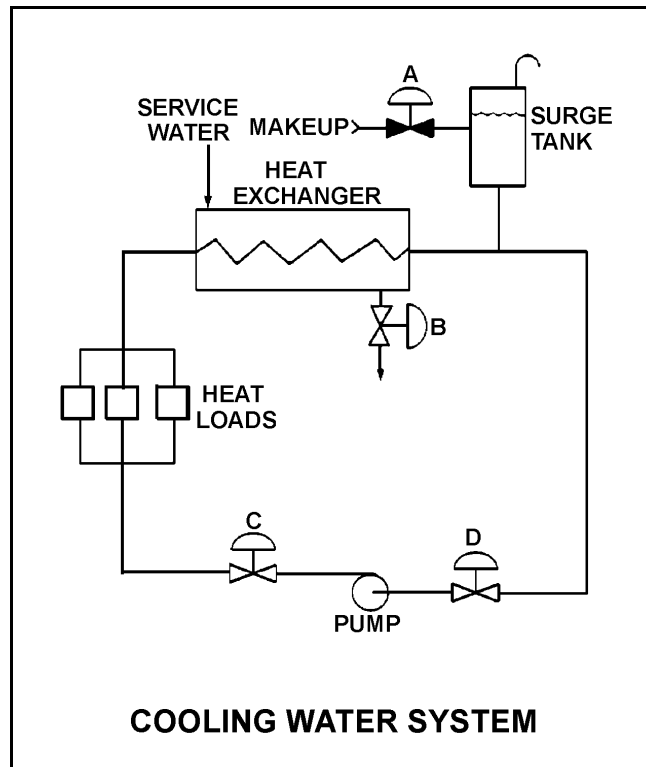 A
SERVICE
WATER
MAKEUP
SURGE
TANK
HEAT
EXCHANGER
B
HEAT
LOADS
C
D
PUMP
COOLING WATER SYSTEM